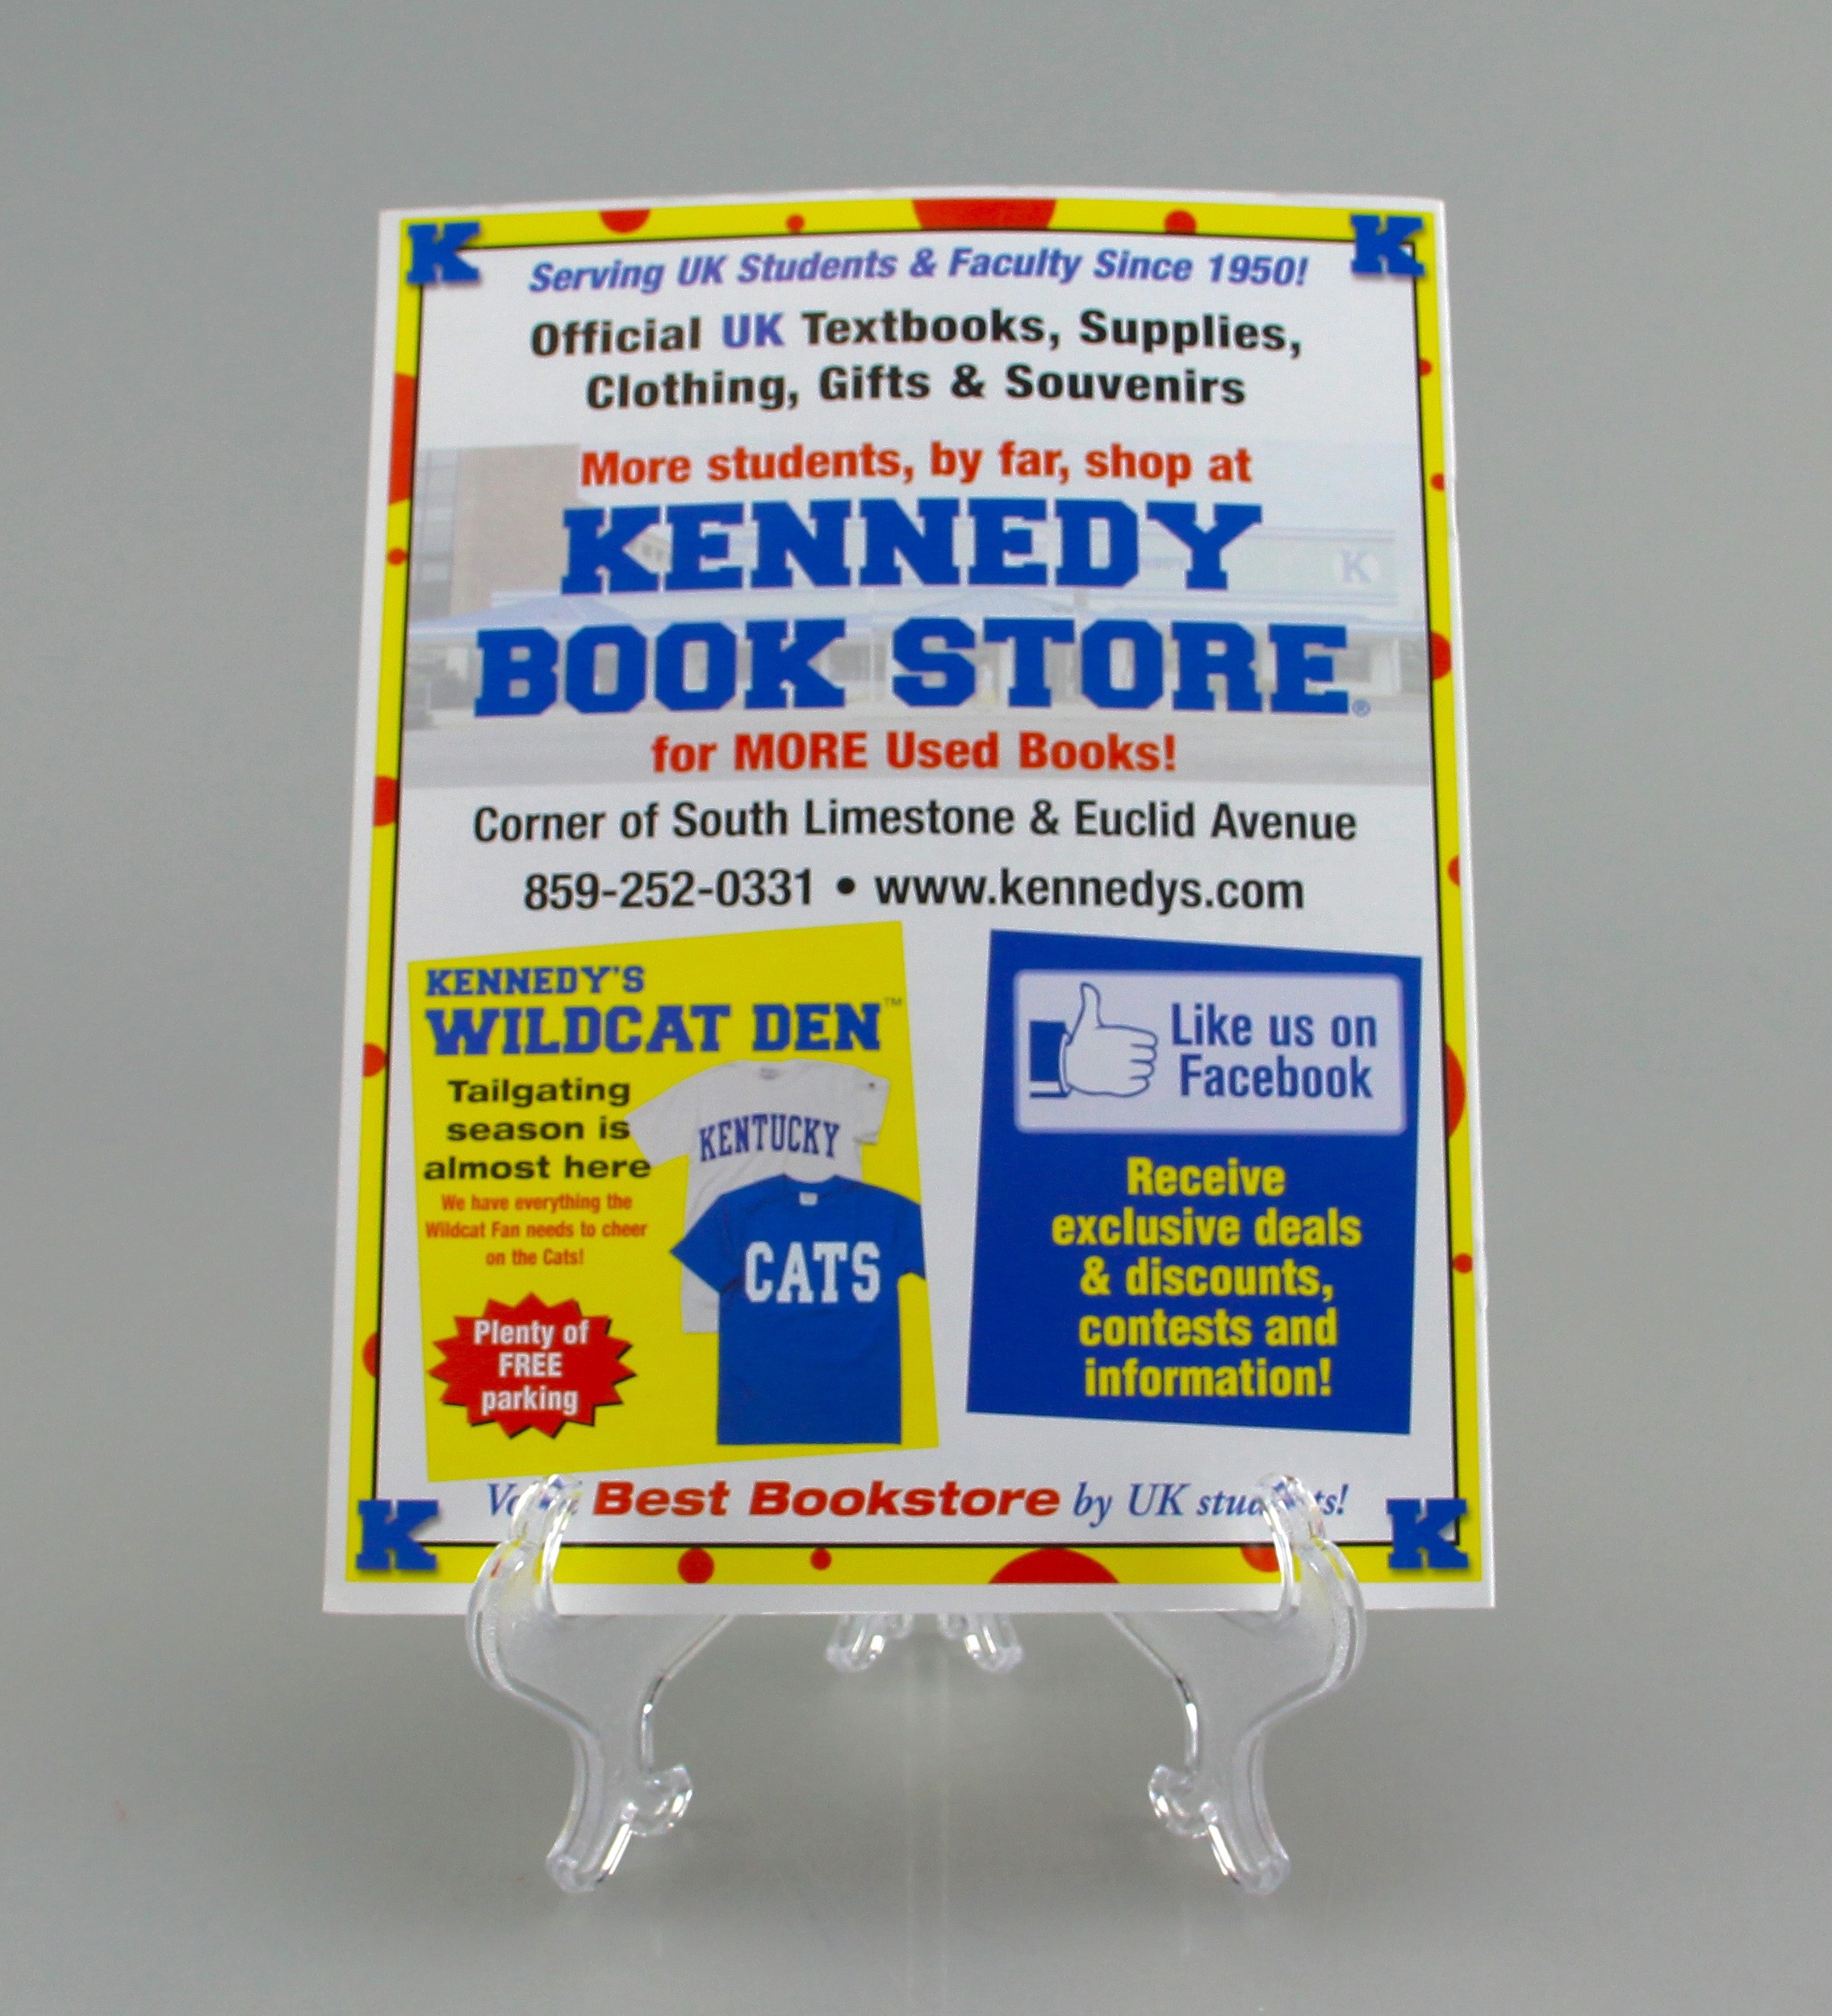 K K
Serving UK Students & Faculty Since 1950!
Official UK Textbooks, Supplies,
Clothing, Gifts & Souvenirs
More students, by far, shop at
KENNEDY
K
BOOK STORE®
for MORE Used Books!
Corner of South Limestone & Euclid Avenue
859-252-0331 • www.kennedys.com
KENNEDY'S
WILDCAT DEN™
Tailgating
season is
almost here
We have everything the
Wildcat Fan needs to cheer
on the Cats!
Plenty of
FREE
parking
KENTUCKY
CATS
Like us on
Facebook
Receive
exclusive deals
& discounts,
contests and
information!
Best Bookstore by UK
K K